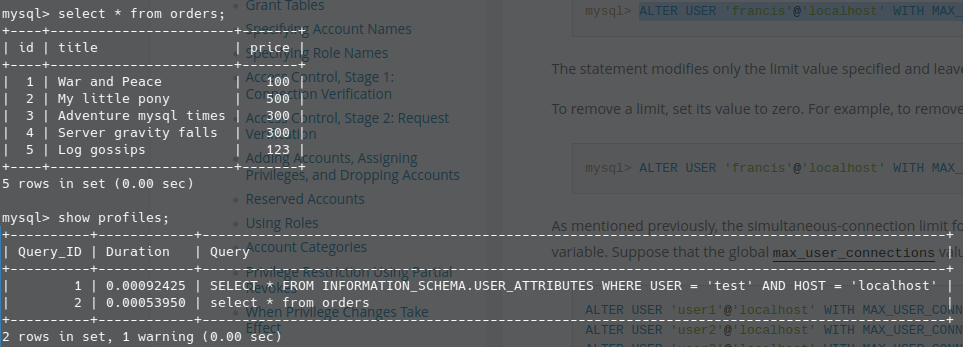 mysql> select * from orders;
+----+-----------------------+-------+
| id | title                 | price |
+----+-----------------------+-------+
|  1 | War and Peace         |   100 |
|  2 | My little pony        |   500 |
|  3 | Adventure mysql times |   300 |
|  4 | Server gravity falls  |   300 |
|  5 | Log gossips           |   123 |
+----+-----------------------+-------+
5 rows in set (0.00 sec)
mysql> show profiles;
| Query_ID | Duration   | Query |
|        1 | 0.00092425 | SELECT * FROM INFORMATION_SCHEMA.USER_ATTRIBUTES WHERE USER = 'test' AND HOST = 'localhost' |
|        2 | 0.00053950 | select * from orders |
2 rows in set, 1 warning (0.00 sec)
Grant Tables
Specifying Account Names
Specifying Role Names
Access Control, Stage 1:
Connection Verification
Access Control, Stage 2: Request
Verification
Adding Accounts, Assigning
Privileges, and Dropping Accounts
Reserved Accounts
Using Roles
Account Categories
Privilege Restriction Using Partial
Revokes
When Privilege Changes Take
Effect
mysql> ALTER USER 'francis'@'localhost' WITH MAX_
The statement modifies only the limit value specified and leave
To remove a limit, set its value to zero. For example, to remove
mysql> ALTER USER 'francis'@'localhost' WITH MAX_
As mentioned previously, the simultaneous-connection limit fo
variable. Suppose that the global max_user_connections valu
ALTER USER 'user1'@'localhost' WITH MAX_USER_CONN
ALTER USER 'user2'@'localhost' WITH MAX_USER_CONN